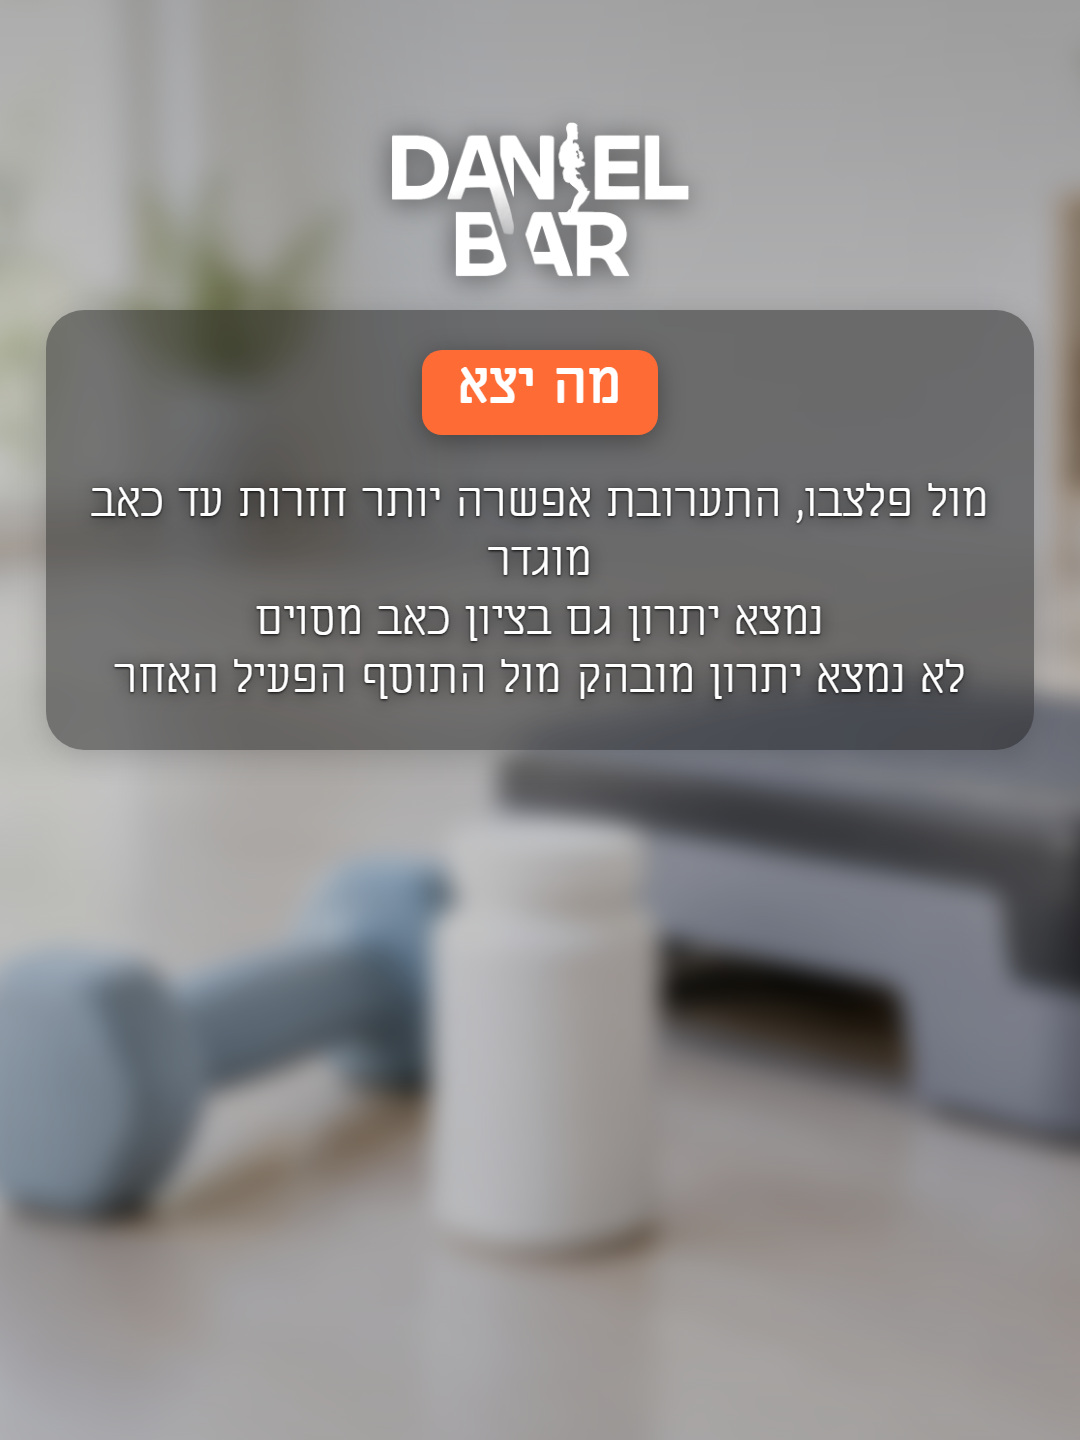 DANIEL
BAR
מה יצא
מול פלצבו, התערובת אפשרה יותר חזרות עד כאב
מוגדר
נמצא יתרון גם בציון כאב מסוים
לא נמצא יתרון מובהק מול התוסף הפעיל האחר